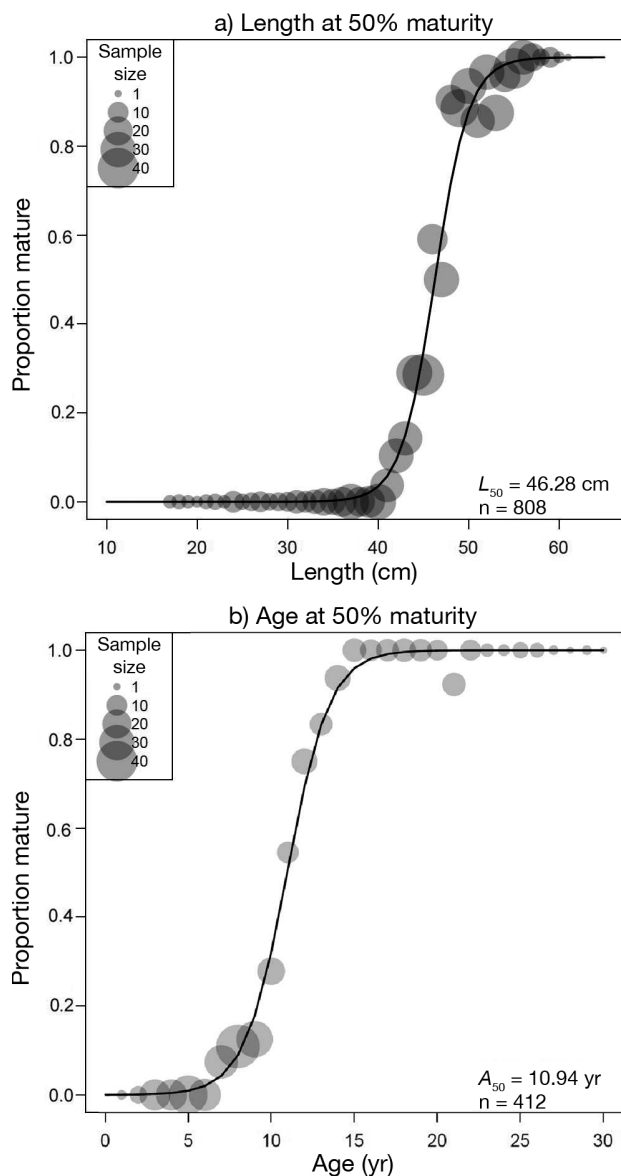 a) Length at 50% maturity
Sample
size
1
10
20
30
40
1.0
0.8
0.6
0.4
0.2
0.0
Proportion mature
L50 = 46.28 cm
n = 808
10 20 30 40 50 60
Length (cm)
b) Age at 50% maturity
Sample
size
1
10
20
30
40
1.0
0.8
0.6
0.4
0.2
0.0
Proportion mature
A50 = 10.94 yr
n = 412
0 5 10 15 20 25 30
Age (yr)